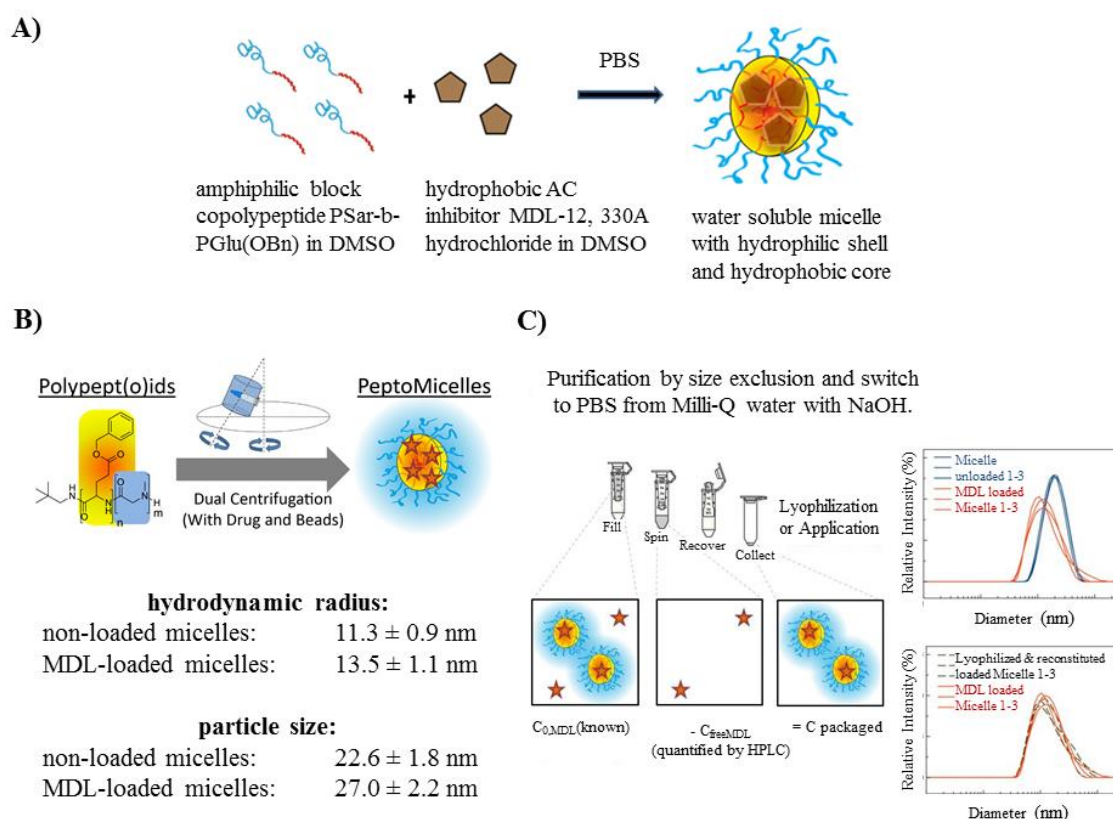 A)
+
PBS
amphiphilic block
copolypeptide PSar-b-
PGlu(OBn) in DMSO
hydrophobic AC
inhibitor MDL-12, 330A
hydrochloride in DMSO
water soluble micelle
with hydrophilic shell
and hydrophobic core
B)
Polypept(o)ids
PeptoMicelles
O
O
H
N
O
N
H
O
N
H
n
m
Dual Centrifugation
(With Drug and Beads)
hydrodynamic radius:
non-loaded micelles: 11.3 ± 0.9 nm
MDL-loaded micelles: 13.5 ± 1.1 nm
particle size:
non-loaded micelles: 22.6 ± 1.8 nm
MDL-loaded micelles: 27.0 ± 2.2 nm
C)
Purification by size exclusion and switch
to PBS from Milli-Q water with NaOH.
Fill
Spin
Recover
Collect
Lyophilization
or Application
C0,MDL(known)
- CfreeMDL
(quantified by HPLC)
= C packaged
Relative Intensity (%)
Micelle
unloaded 1-3
MDL loaded
Micelle 1-3
Diameter (nm)
Relative Intensity (%)
Lyophilized & reconstituted
loaded Micelle 1-3
MDL loaded
Micelle 1-3
Diameter (nm)